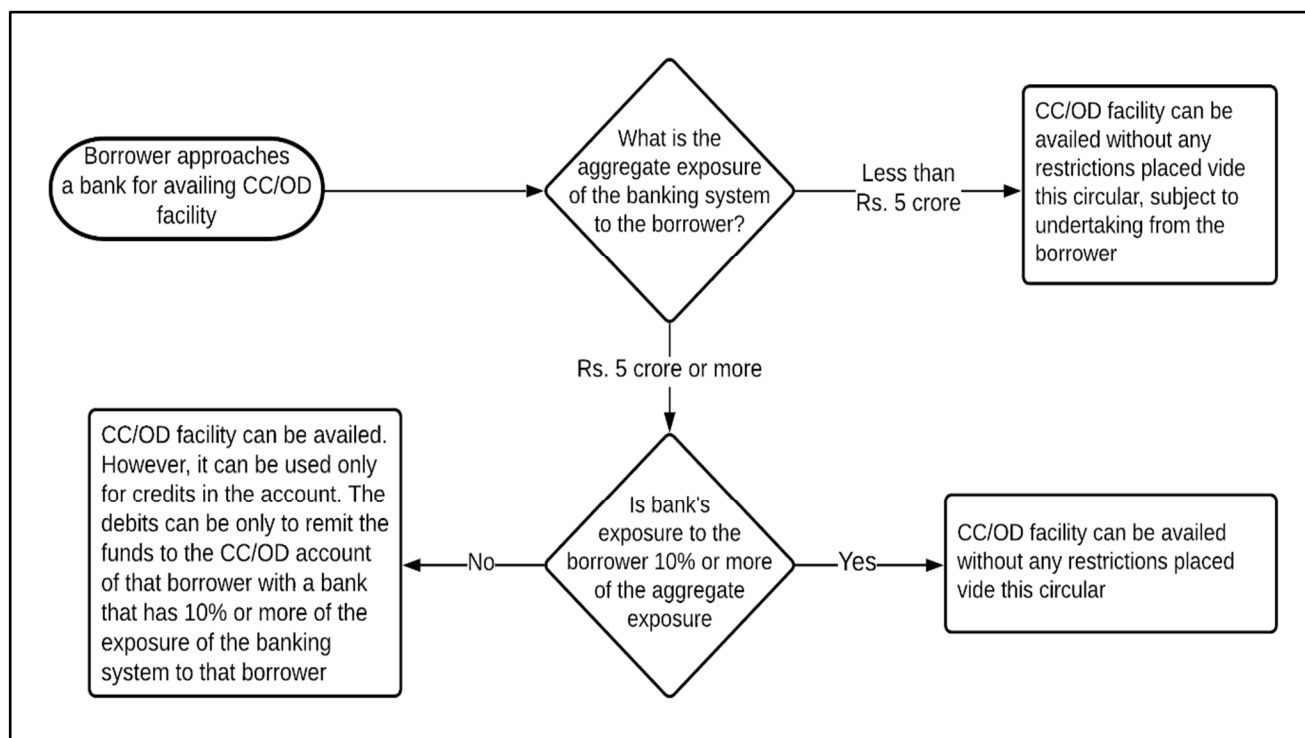 Borrower approaches
a bank for availing CC/OD
facility
What is the
aggregate exposure
of the banking system
to the borrower?
Less than
Rs. 5 crore
CC/OD facility can be
availed without any
restrictions placed vide
this circular, subject to
undertaking from the
borrower
Rs. 5 crore or more
Is bank's
exposure to the
borrower 10% or more
of the aggregate
exposure
No
CC/OD facility can be availed.
However, it can be used only
for credits in the account. The
debits can be only to remit the
funds to the CC/OD account
of that borrower with a bank
that has 10% or more of the
exposure of the banking
system to that borrower
Yes
CC/OD facility can be availed
without any restrictions placed
vide this circular